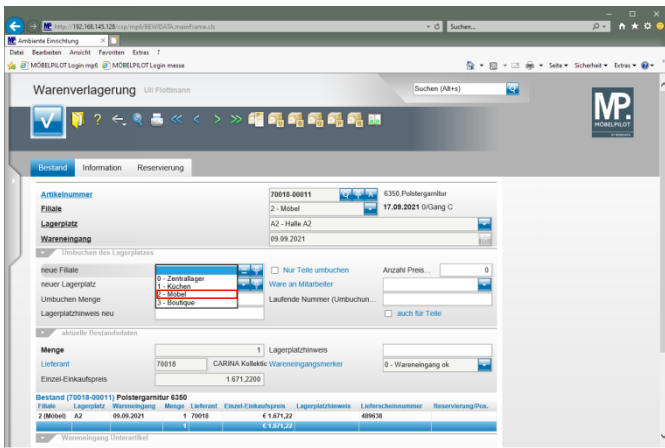 http://192.168.145.128/csp/mp6/BEWIDATA.mainFrame.cls
Suchen...
Ambiente Einrichtung
Datei Bearbeiten Ansicht Favoriten Extras ?
MÖBELPILOT Login mp6 MÖBELPILOT Login messe
Seite Sicherheit Extras
Warenverlagerung Uli Flottmann
Suchen (Alt+s)
MP.
MÖBELPILOT
Bestand Information Reservierung
Artikelnummer 70018-00011 6350,Polstergarnitur
Filiale 2 - Möbel 17.09.2021 0/Gang C
Lagerplatz A2 - Halle A2
Wareneingang 09.09.2021
Umbuchen des Lagerplatzes
neue Filiale Nur Teile umbuchen Anzahl Preis... 0
0 - Zentrallager
1 - Küchen
2 - Möbel
3 - Boutique
neuer Lagerplatz Ware an Mitarbeiter
Umbuchen Menge Laufende Nummer (Umbuchun...
Lagerplatzhinweis neu auch für Teile
aktuelle Bestandsdaten
Menge 1 Lagerplatzhinweis
Lieferant 70018 CARINA Kollektic Wareneingangsmerker 0 - Wareneingang ok
Einzel-Einkaufspreis 1.671,2200
Bestand (70018-00011) Polstergarnitur 6350
Filiale Lagerplatz Wareneingang Menge Lieferant Einzel-Einkaufspreis Lagerplatzhinweis Lieferscheinnummer Reservierung/Pos.
2 (Möbel) A2 09.09.2021 1 70018 € 1.671,22 489638
1 € 1.671,22
Wareneingang Unterartikel